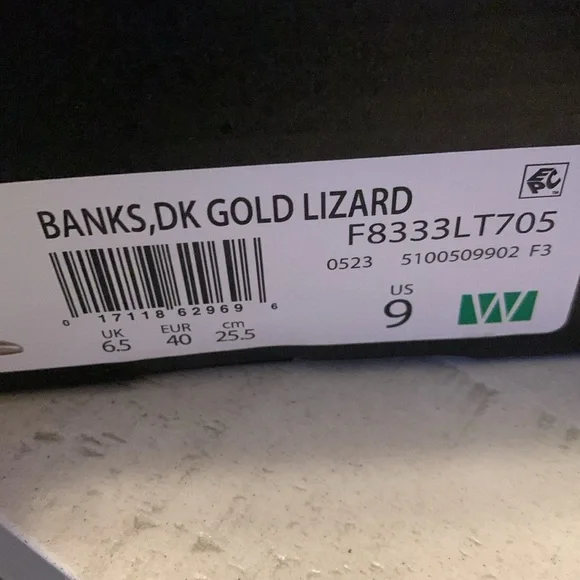 EPC
BANKS,DK GOLD LIZARD
F8333LT705
0523 5100509902 F3
0 17118 62969 6
UK EUR cm
6.5 40 25.5
US
9 W